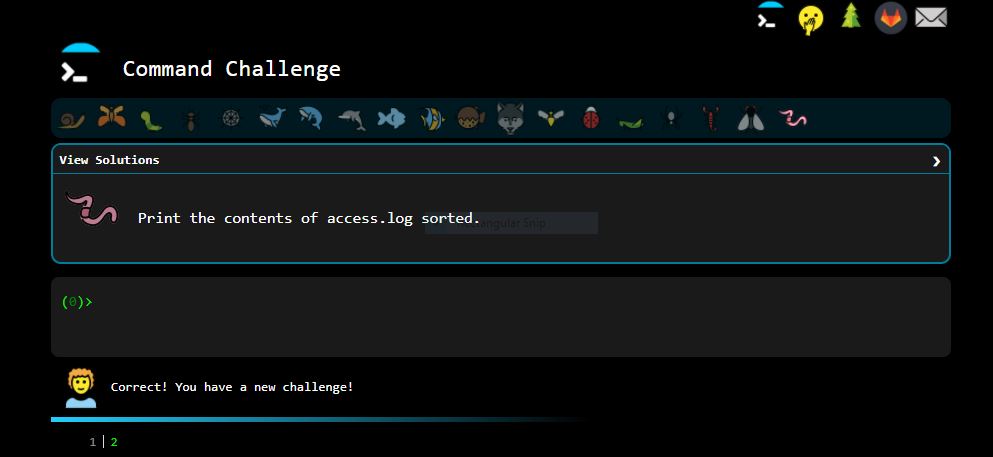 Command Challenge
View Solutions
Print the contents of access.log sorted.
Rectangular Snip
(0)>
Correct! You have a new challenge!
1 | 2